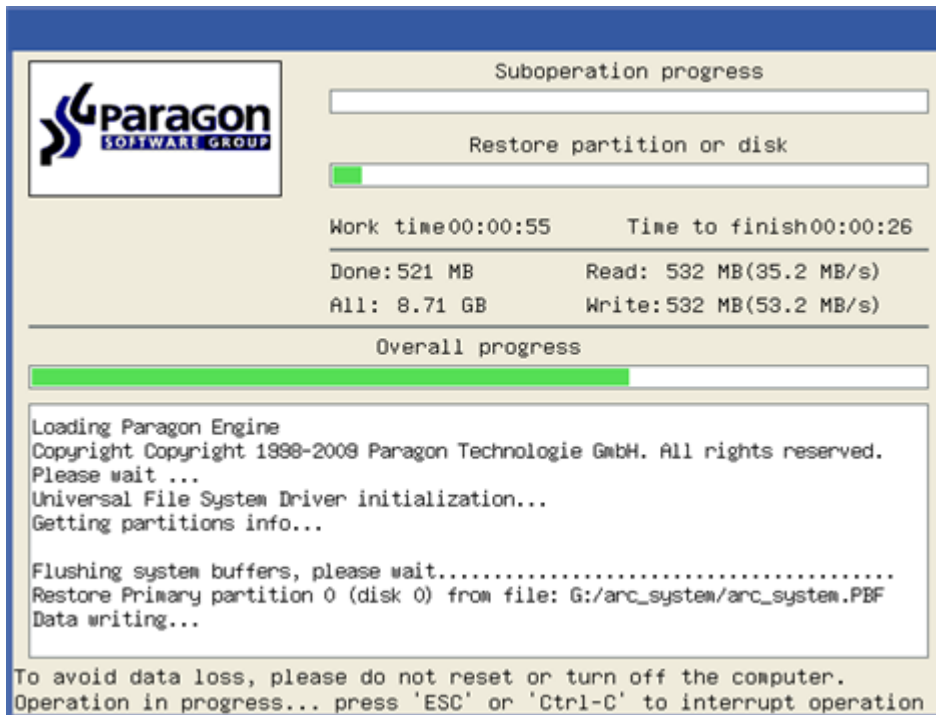 Paragon
SOFTWARE GROUP
Suboperation progress
Restore partition or disk
Work time00:00:55 Time to finish00:00:26
Done:521 MB Read: 532 MB(35.2 MB/s)
All: 8.71 GB Write:532 MB(53.2 MB/s)
Overall progress
Loading Paragon Engine
Copyright Copyright 1998-2009 Paragon Technologie GmbH. All rights reserved.
Please wait ...
Universal File System Driver initialization...
Getting partitions info...
Flushing system buffers, please wait.........................................
Restore Primary partition 0 (disk 0) from file: G:/arc_system/arc_system.PBF
Data writing...
To avoid data loss, please do not reset or turn off the computer.
Operation in progress... press 'ESC' or 'Ctrl-C' to interrupt operation